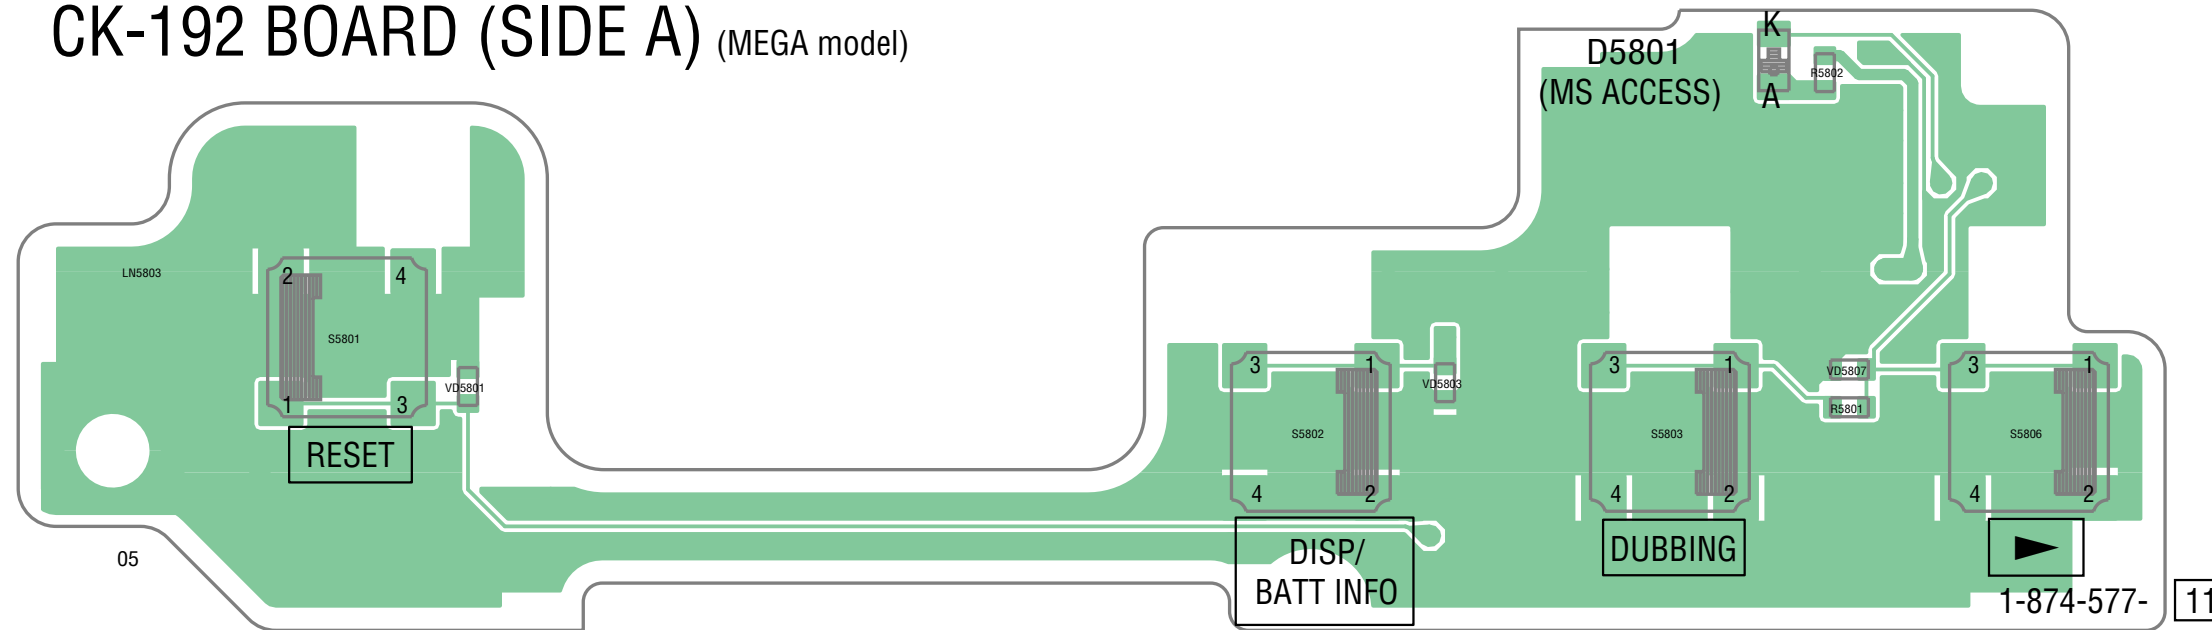 CK-192 BOARD (SIDE A) (MEGA model)
K
D5801
(MS ACCESS)
R5802
A
LN5803
2 4
S5801
1 3
VD5801
RESET
05
3 1
VD5803
S5802
4 2
DISP/
BATT INFO
3 1
S5803
4 2
DUBBING
VD5807
R5801
3 1
S5806
4 2
1-874-577- 11